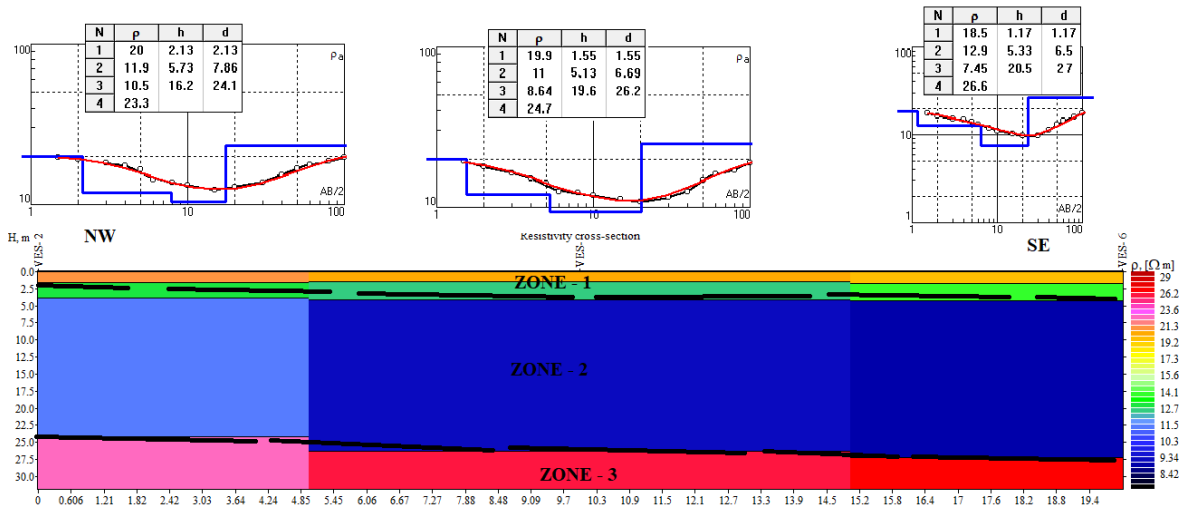 N ρ h d
1 20 2.13 2.13
2 11.9 5.73 7.86
3 10.5 16.2 24.1
4 23.3
100
ρa
10
AB/2
1 10 100
N ρ h d
1 19.9 1.55 1.55
2 11 5.13 6.69
3 8.64 19.6 26.2
4 24.7
100
ρa
10
AB/2
1 10 100
N ρ h d
1 18.5 1.17 1.17
2 12.9 5.33 6.5
3 7.45 20.5 27
4 26.6
100
10
1
AB/2
1 10 100
Resistivity cross-section
H, m
VES- 2
NW
VES-
SE
VES- 6
ρ, [Ω m]
0.0
2.5
5.0
7.5
10.0
12.5
15.0
17.5
20.0
22.5
25.0
27.5
30.0
ZONE - 1
ZONE - 2
ZONE - 3
29
26.2
23.6
21.3
19.2
17.3
15.6
14.1
12.7
11.5
10.3
9.34
8.42
0 0.606 1.21 1.82 2.42 3.03 3.64 4.24 4.85 5.45 6.06 6.67 7.27 7.88 8.48 9.09 9.7 10.3 10.9 11.5 12.1 12.7 13.3 13.9 14.5 15.2 15.8 16.4 17 17.6 18.2 18.8 19.4